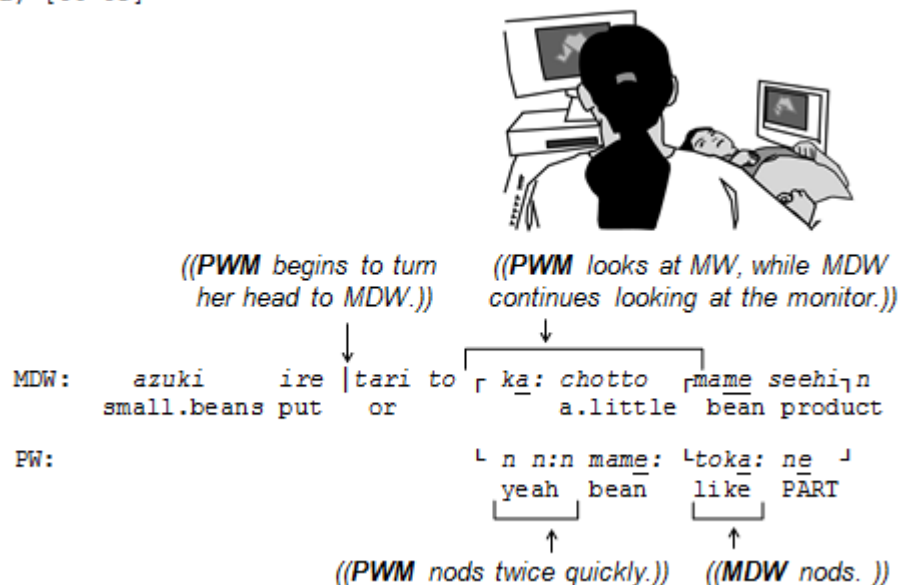 ((PWM begins to turn her head to MDW.))
((PWM looks at MW, while MDW continues looking at the monitor.))
MDW: azuki ire |tari to ┌ ka: chotto ┌mame seehi┐n
small.beans put or a.little bean product
PW: └ n n:n mame: └toka: ne ┘
yeah bean like PART
((PWM nods twice quickly.)) ((MDW nods. ))